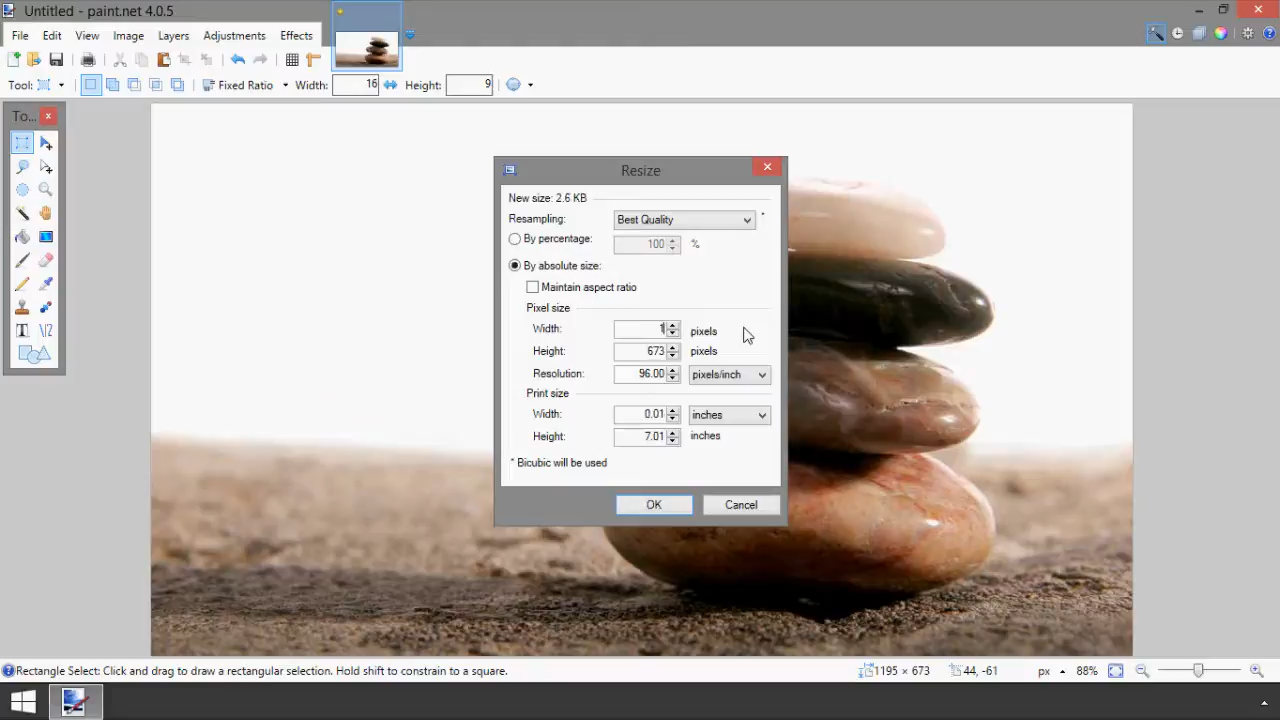 Untitled - paint.net 4.0.5
File Edit View Image Layers Adjustments Effects
Tool: Fixed Ratio Width: 16 Height: 9
To...
Resize
New size: 2.6 KB
Resampling: Best Quality *
By percentage: 100 %
By absolute size:
Maintain aspect ratio
Pixel size
Width: 1 pixels
Height: 673 pixels
Resolution: 96.00 pixels/inch
Print size
Width: 0.01 inches
Height: 7.01 inches
* Bicubic will be used
OK Cancel
Rectangle Select: Click and drag to draw a rectangular selection. Hold shift to constrain to a square. 1195 × 673 44, -61 px 88%